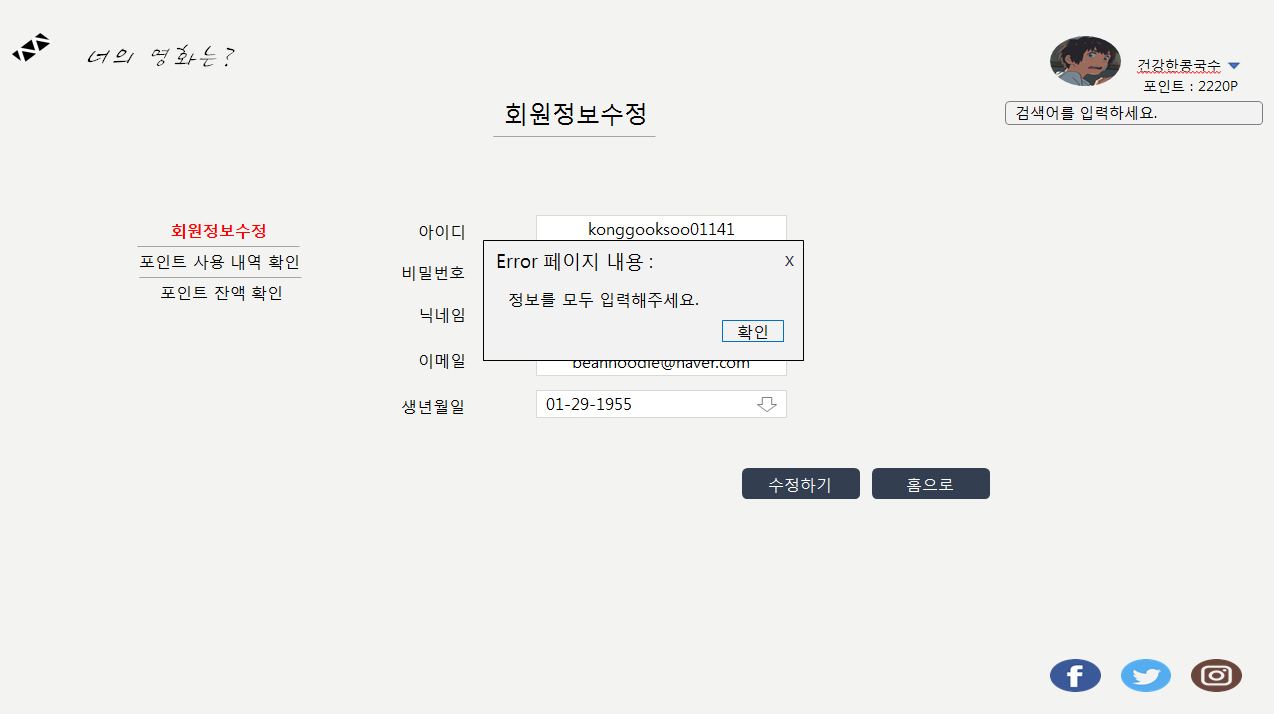 너의 영화는?
건강한콩국수
포인트 : 2220P
검색어를 입력하세요.
회원정보수정
회원정보수정
포인트 사용 내역 확인
포인트 잔액 확인
아이디
konggooksoo01141
비밀번호
닉네임
이메일
beannoodle@naver.com
생년월일
01-29-1955
Error 페이지 내용 :
X
정보를 모두 입력해주세요.
확인
수정하기
홈으로